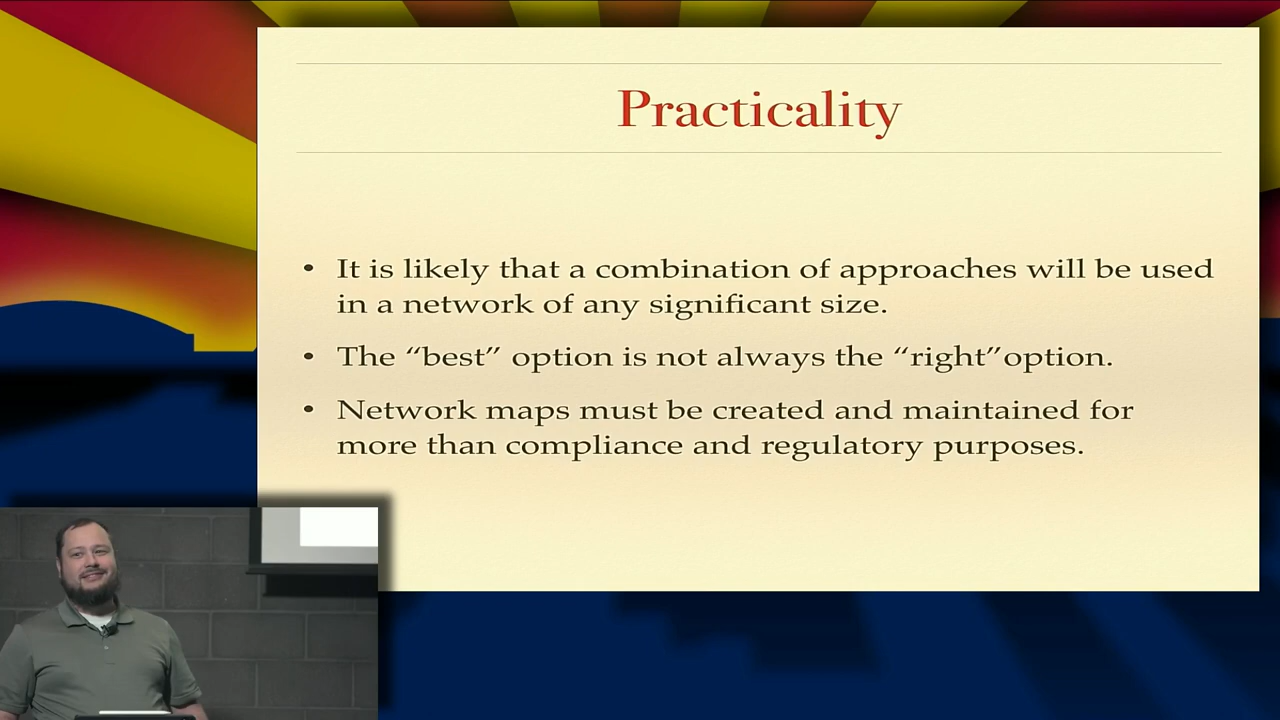 Practicality
• It is likely that a combination of approaches will be used
in a network of any significant size.
• The “best” option is not always the “right”option.
• Network maps must be created and maintained for
more than compliance and regulatory purposes.